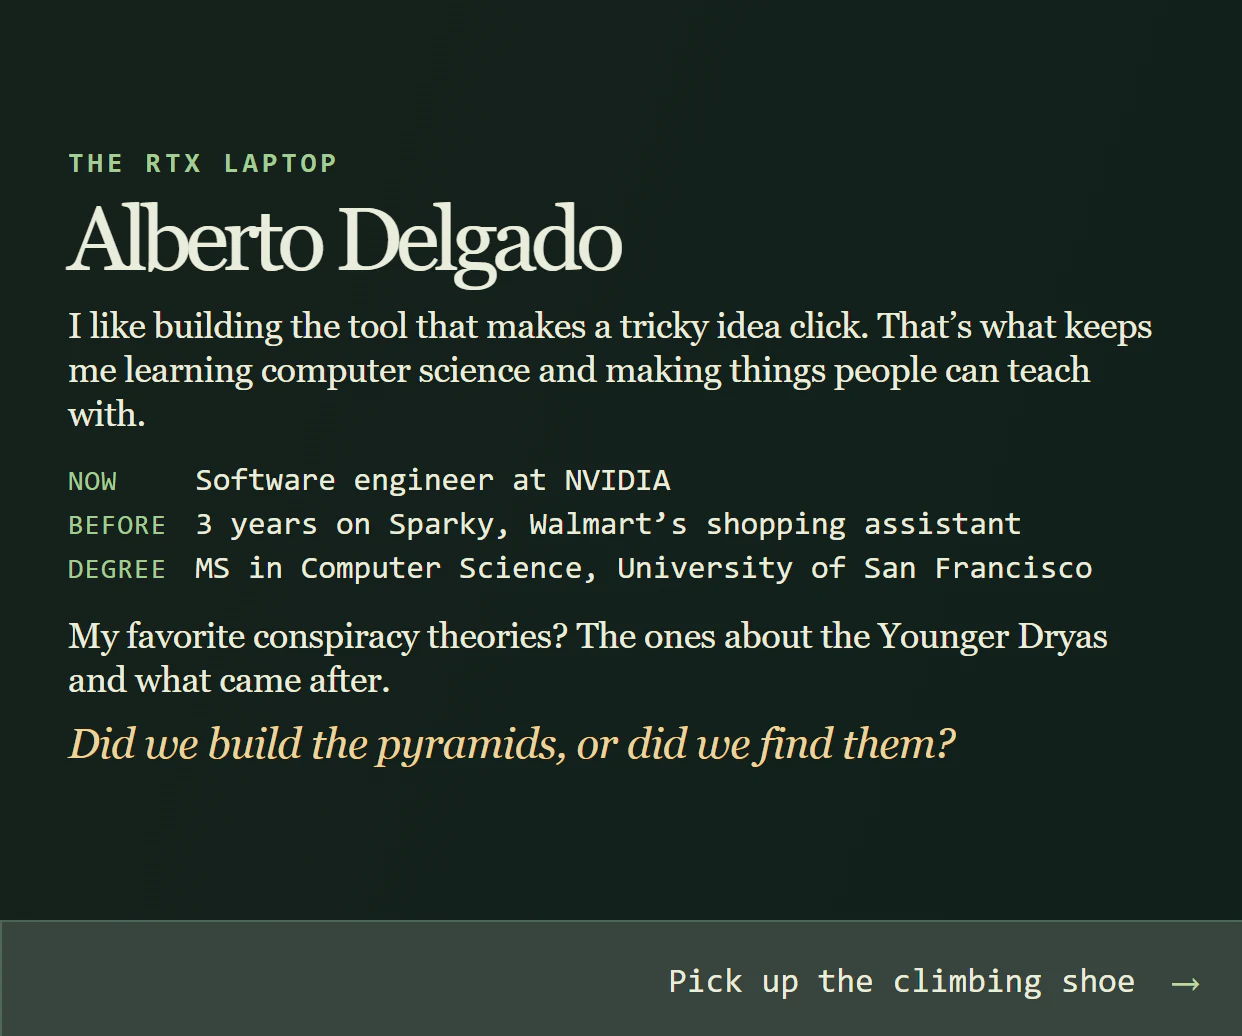 THE RTX LAPTOP
Alberto Delgado
I like building the tool that makes a tricky idea click. That’s what keeps
me learning computer science and making things people can teach
with.
NOW Software engineer at NVIDIA
BEFORE 3 years on Sparky, Walmart’s shopping assistant
DEGREE MS in Computer Science, University of San Francisco
My favorite conspiracy theories? The ones about the Younger Dryas
and what came after.
Did we build the pyramids, or did we find them?
Pick up the climbing shoe →